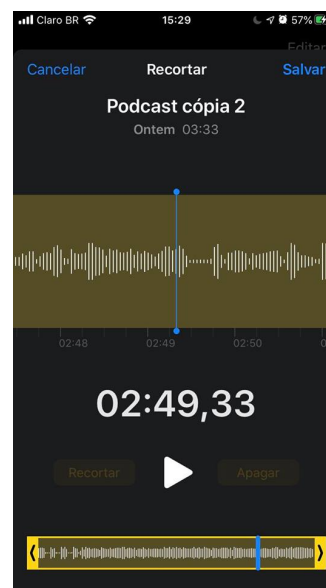 Claro BR 15:29 57%
Editar
Cancelar Recortar Salvar
Podcast cópia 2
Ontem 03:33
02:48 02:49 02:50 0
02:49,33
Recortar Apagar